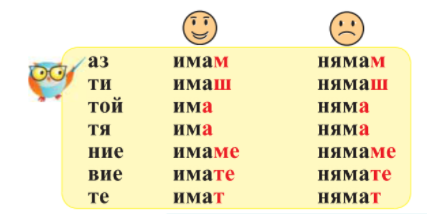 аз имам нямам
ти имаш нямаш
той има няма
тя има няма
ние имаме нямаме
вие имате нямате
те имат нямат